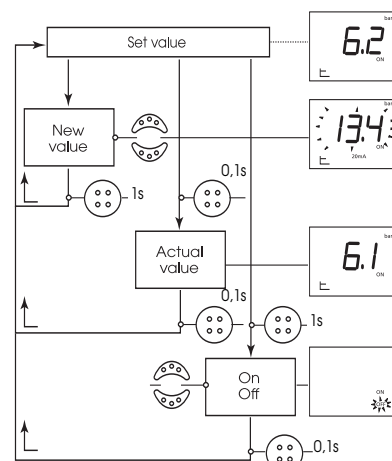 Set value
bar
6.2
ON
New
value
bar
13.4
ON
20mA
1s
0,1s
Actual
value
bar
6.1
ON
0,1s
1s
On
Off
ON
OFF
0,1s